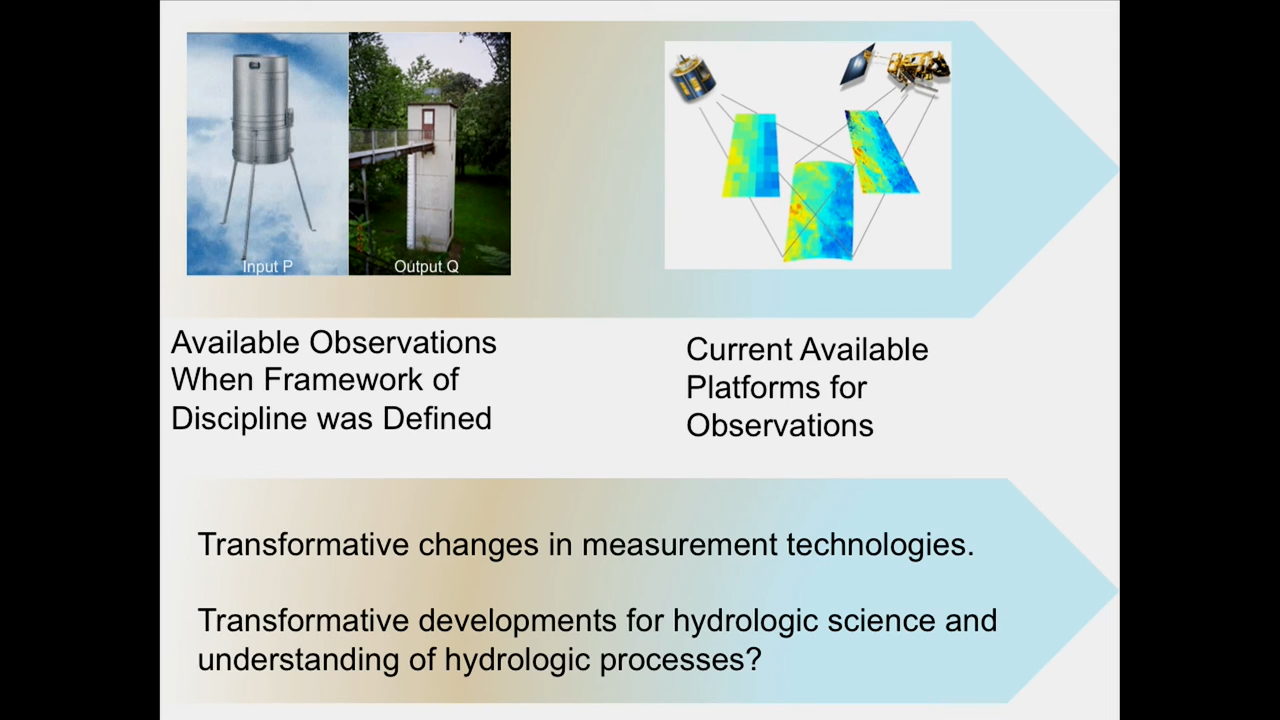 Input P
Output Q
Available Observations
When Framework of
Discipline was Defined
Current Available
Platforms for
Observations
Transformative changes in measurement technologies.
Transformative developments for hydrologic science and
understanding of hydrologic processes?